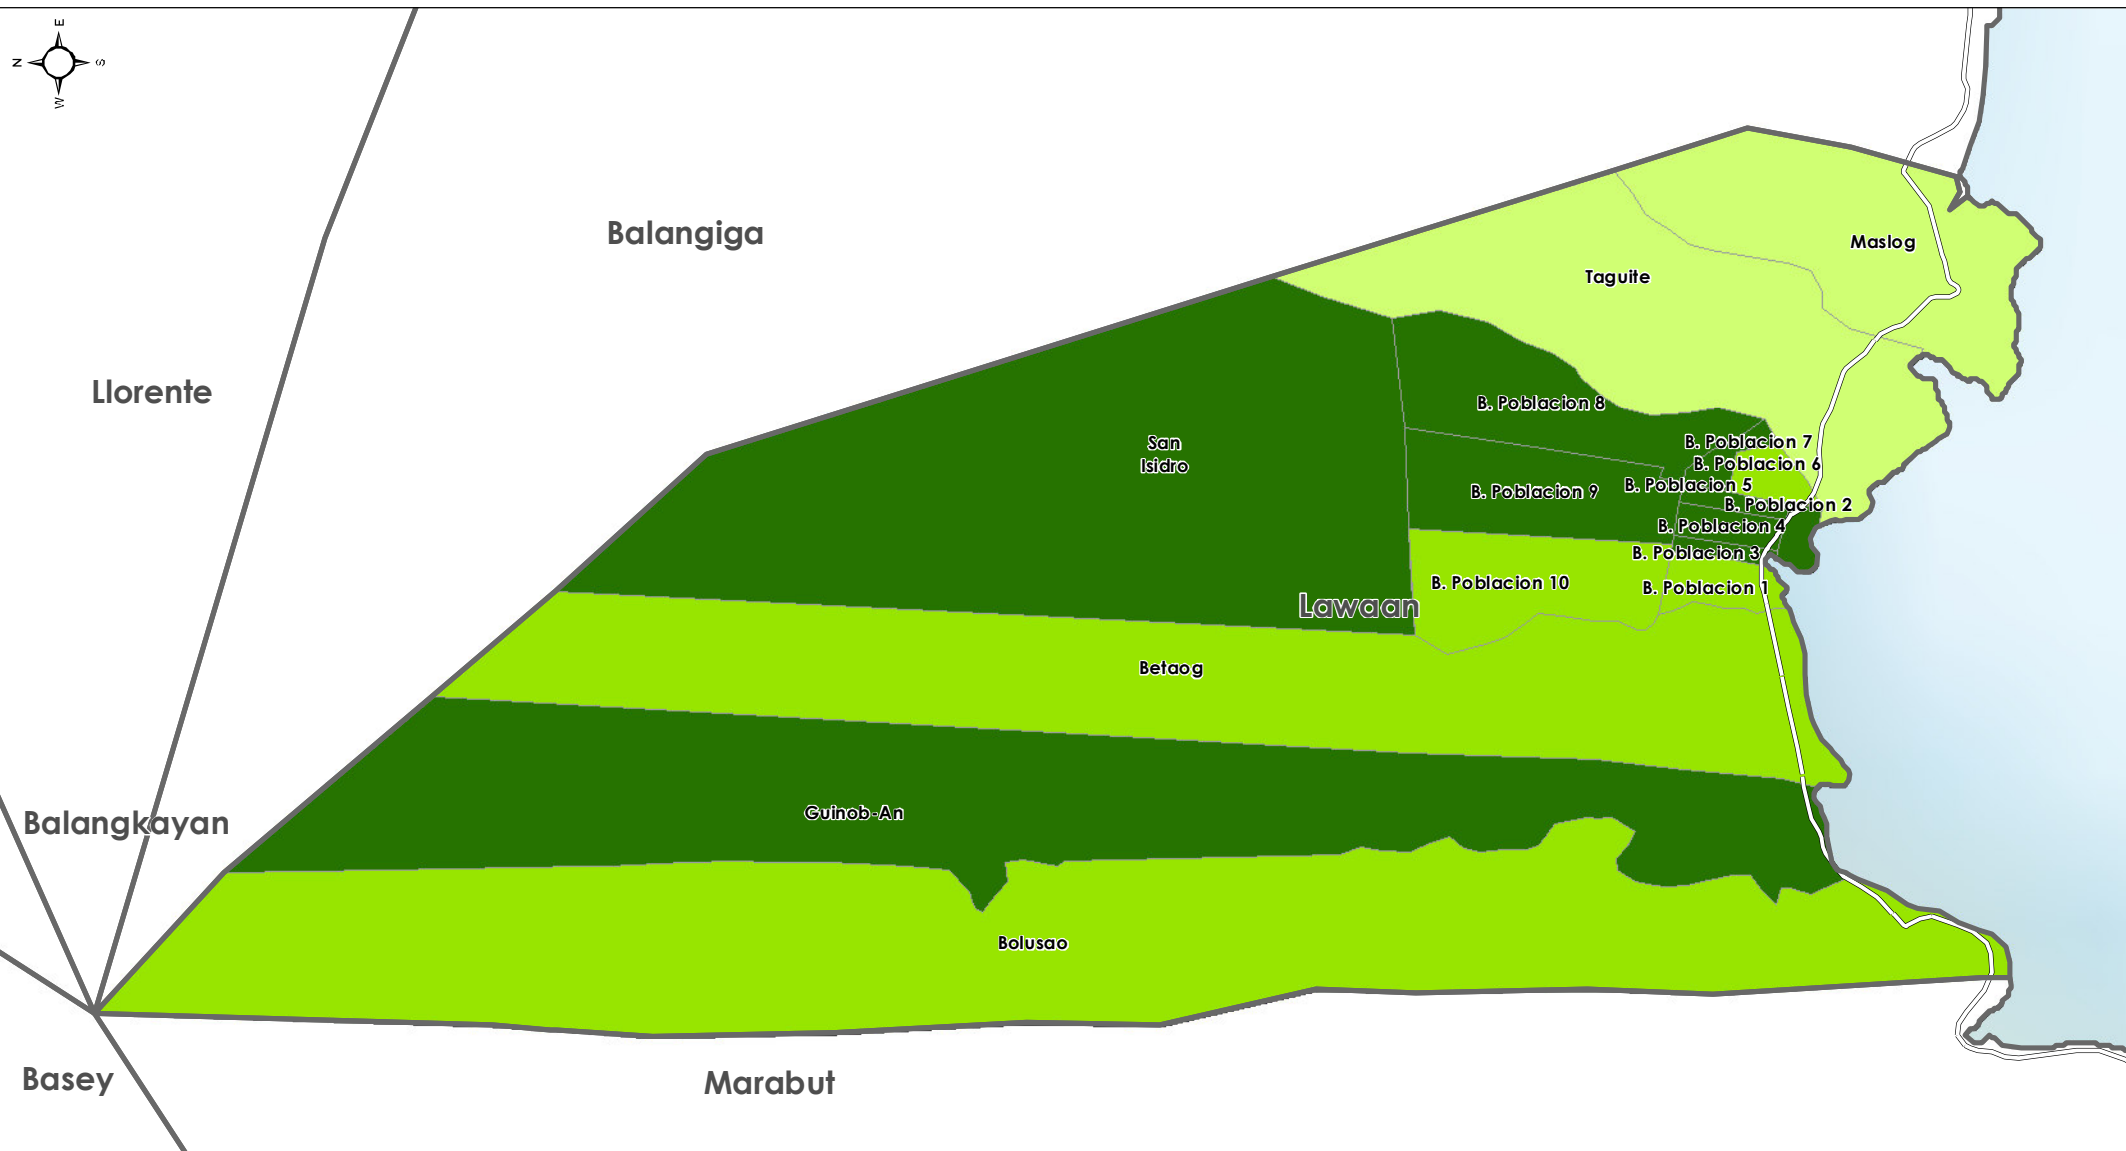 E
N S
W
Balangiga
Maslog
Taguite
Llorente
B. Poblacion 8
San
Isidro
B. Poblacion 7
B. Poblacion 6
B. Poblacion 5
B. Poblacion 9
B. Poblacion 2
B. Poblacion 4
B. Poblacion 3
B. Poblacion 10
B. Poblacion 1
Lawaan
Betaog
Guinob-An
Balangkayan
Bolusao
Basey
Marabut